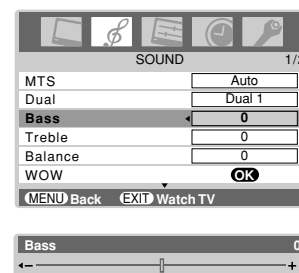 SOUND 1/2
MTS Auto
Dual Dual 1
Bass 0
Treble 0
Balance 0
WOW OK
MENU Back EXIT Watch TV
Bass 0
- +